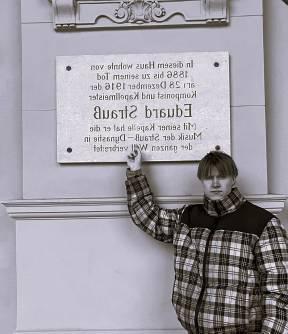 In diesem Haus wohnte von
1886 bis zu seinem Tod
am 28 Dezember 1916 der
Komponist und Kapellmeister
Eduard Strauß
Mit seiner Kapelle hat er die
Musik der Strauß-Dynastie in
der ganzen Welt verbreitet